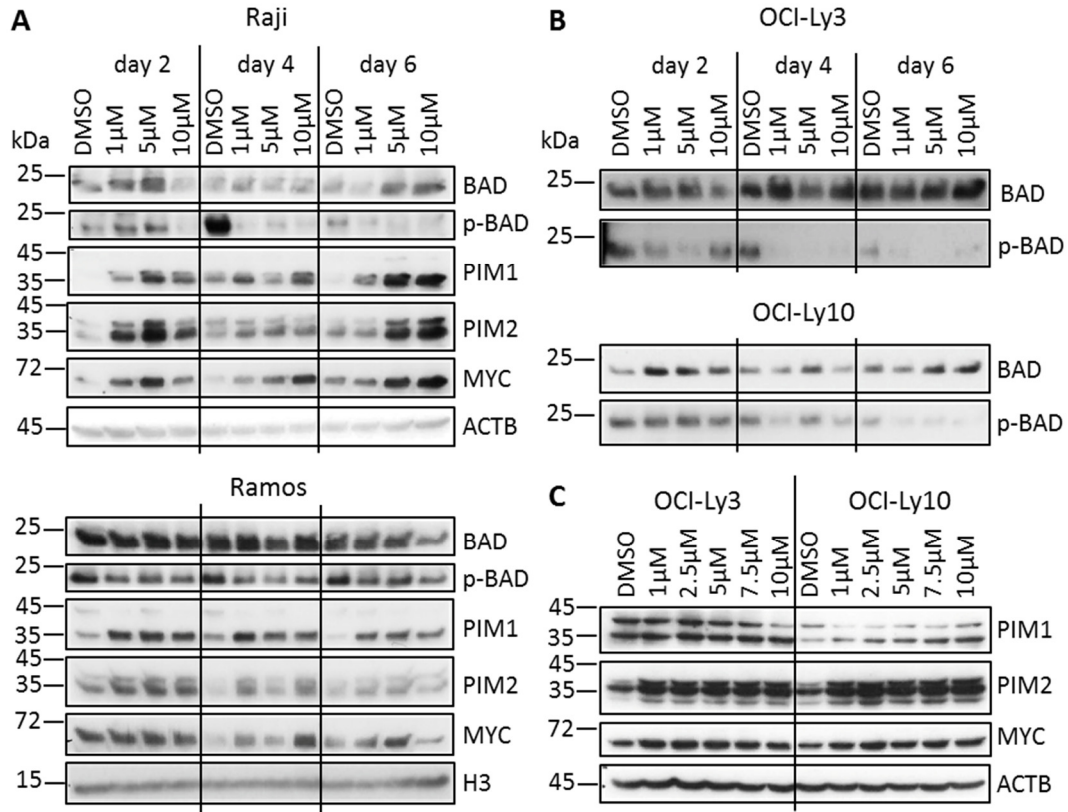 A
Raji
day 2 day 4 day 6
kDa DMSO 1µM 5µM 10µM DMSO 1µM 5µM 10µM DMSO 1µM 5µM 10µM
25 BAD
25 p-BAD
45
35 PIM1
45
35 PIM2
72 MYC
45 ACTB
Ramos
25 BAD
25 p-BAD
45
35 PIM1
45
35 PIM2
72 MYC
15 H3
B
OCI-Ly3
day 2 day 4 day 6
kDa DMSO 1µM 5µM 10µM DMSO 1µM 5µM 10µM DMSO 1µM 5µM 10µM
25 BAD
25 p-BAD
OCI-Ly10
25 BAD
25 p-BAD
C
OCI-Ly3 OCI-Ly10
DMSO 1µM 2.5µM 5µM 7.5µM 10µM DMSO 1µM 2.5µM 5µM 7.5µM 10µM
45
35 PIM1
45
35 PIM2
72 MYC
45 ACTB